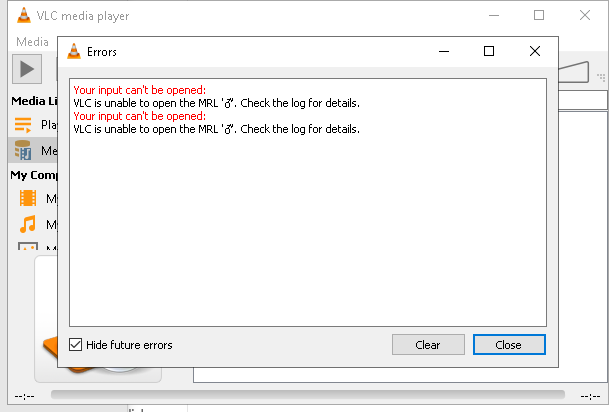 VLC media player
Media
Errors
Your input can't be opened:
VLC is unable to open the MRL '♂'. Check the log for details.
Your input can't be opened:
VLC is unable to open the MRL '♂'. Check the log for details.
Media Li
Pla
Me
My Comp
My
M
M
Hide future errors
Clear
Close
--:--
--:--